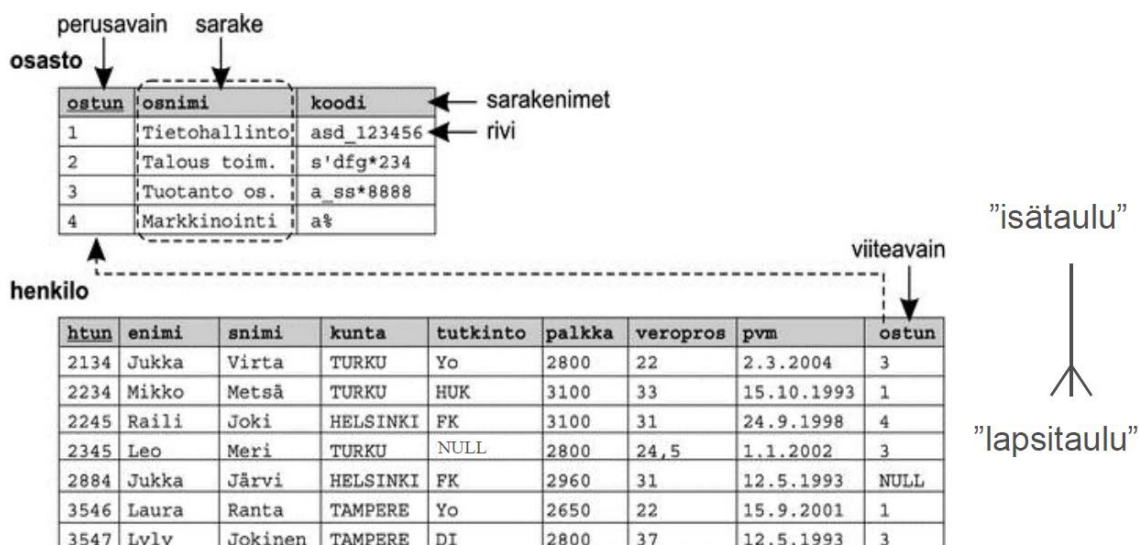 perusavain sarake
osasto
ostun osnimi koodi sarakenimet
1 Tietohallinto asd_123456 rivi
2 Talous toim. s'dfg*234
3 Tuotanto os. a_ss*8888
4 Markkinointi a%
"isätaulu"
viiteavain
henkilo
htun enimi snimi kunta tutkinto palkka veropros pvm ostun
2134 Jukka Virta TURKU Yo 2800 22 2.3.2004 3
2234 Mikko Metsä TURKU HUK 3100 33 15.10.1993 1
2245 Raili Joki HELSINKI FK 3100 31 24.9.1998 4
"lapsitaulu"
2345 Leo Meri TURKU NULL 2800 24,5 1.1.2002 3
2884 Jukka Järvi HELSINKI FK 2960 31 12.5.1993 NULL
3546 Laura Ranta TAMPERE Yo 2650 22 15.9.2001 1
3547 Lyly Jokinen TAMPERE DI 2800 37 12.5.1993 3